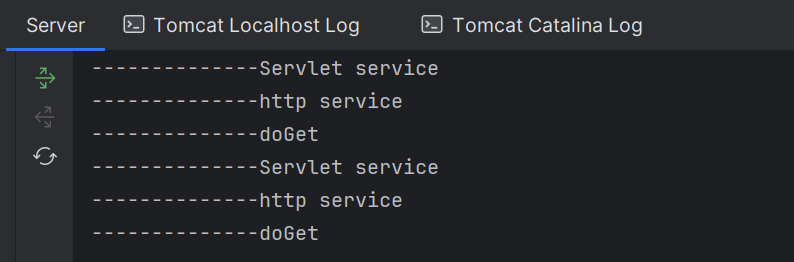 Server Tomcat Localhost Log Tomcat Catalina Log
--------------Servlet service
--------------http service
--------------doGet
--------------Servlet service
--------------http service
--------------doGet